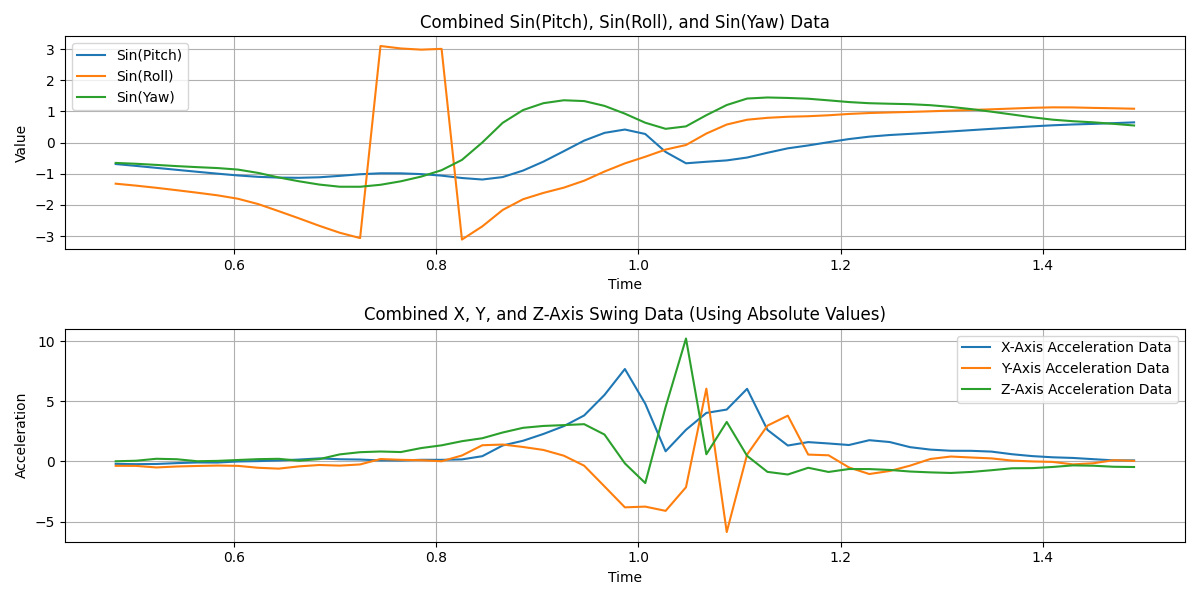 Combined Sin(Pitch), Sin(Roll), and Sin(Yaw) Data
Value
3
2
1
0
−1
−2
−3
Sin(Pitch)
Sin(Roll)
Sin(Yaw)
0.6 0.8 1.0 1.2 1.4
Time
Combined X, Y, and Z-Axis Swing Data (Using Absolute Values)
Acceleration
10
5
0
−5
X-Axis Acceleration Data
Y-Axis Acceleration Data
Z-Axis Acceleration Data
0.6 0.8 1.0 1.2 1.4
Time